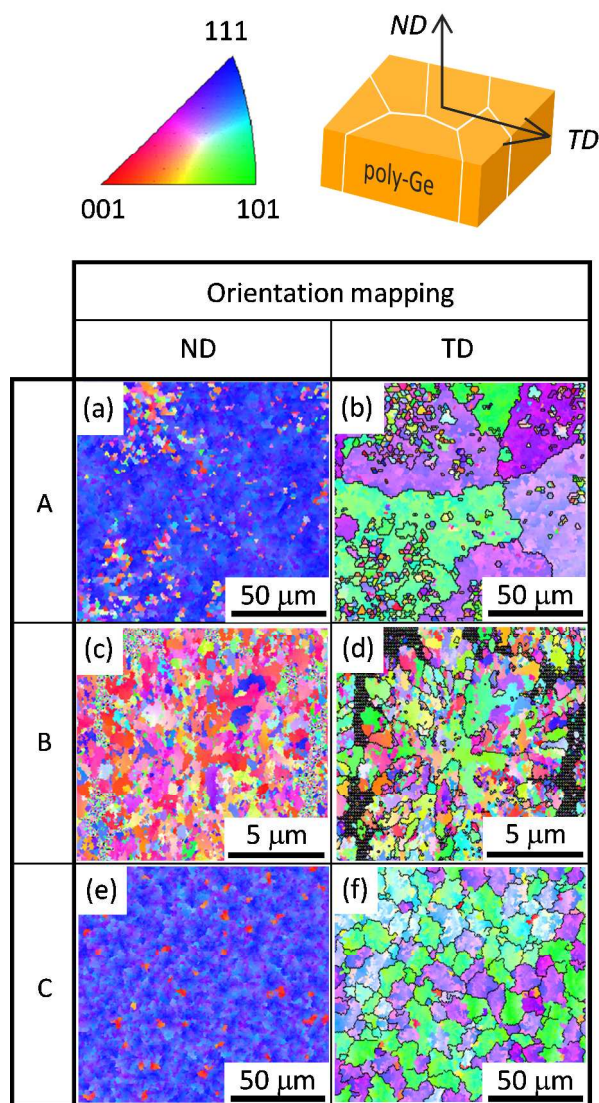 111
001
101
ND
TD
poly-Ge
Orientation mapping
ND
TD
A
(a)
50 μm
(b)
50 μm
B
(c)
5 μm
(d)
5 μm
C
(e)
50 μm
(f)
50 μm